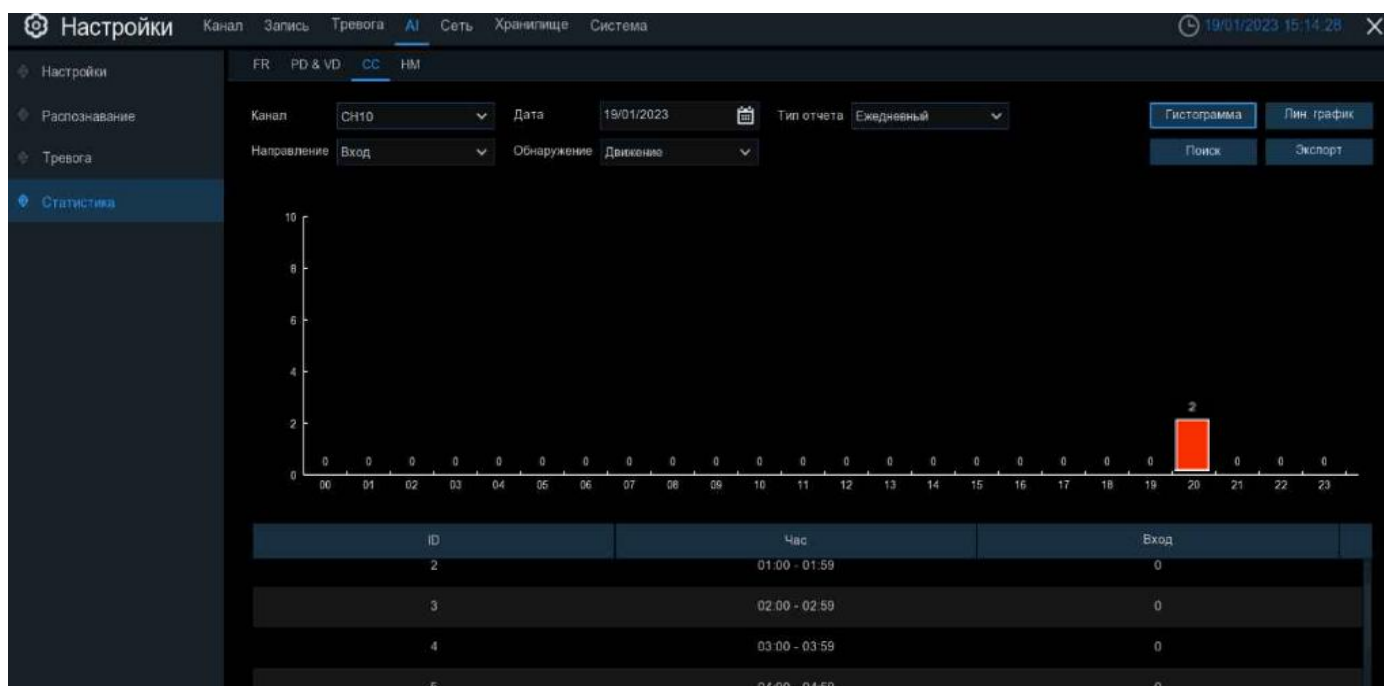 Настройки Канал Запись Тревога AI Сеть Хранилище Система 19/01/2023 15:14:28
Настройки
Распознавание
Тревога
Статистика
FR PD & VD CC HM
Канал CH10 Дата 19/01/2023 Тип отчета Ежедневный Гистограмма Лин. график
Направление Вход Обнаружение Движение Поиск Экспорт
10
8
6
4
2
0
2
0 0 0 0 0 0 0 0 0 0 0 0 0 0 0 0 0 0 0 0 0 0 0
00 01 02 03 04 05 06 07 08 09 10 11 12 13 14 15 16 17 18 19 20 21 22 23
ID Час Вход
2 01:00 - 01:59 0
3 02:00 - 02:59 0
4 03:00 - 03:59 0
5 04:00 - 04:59 0